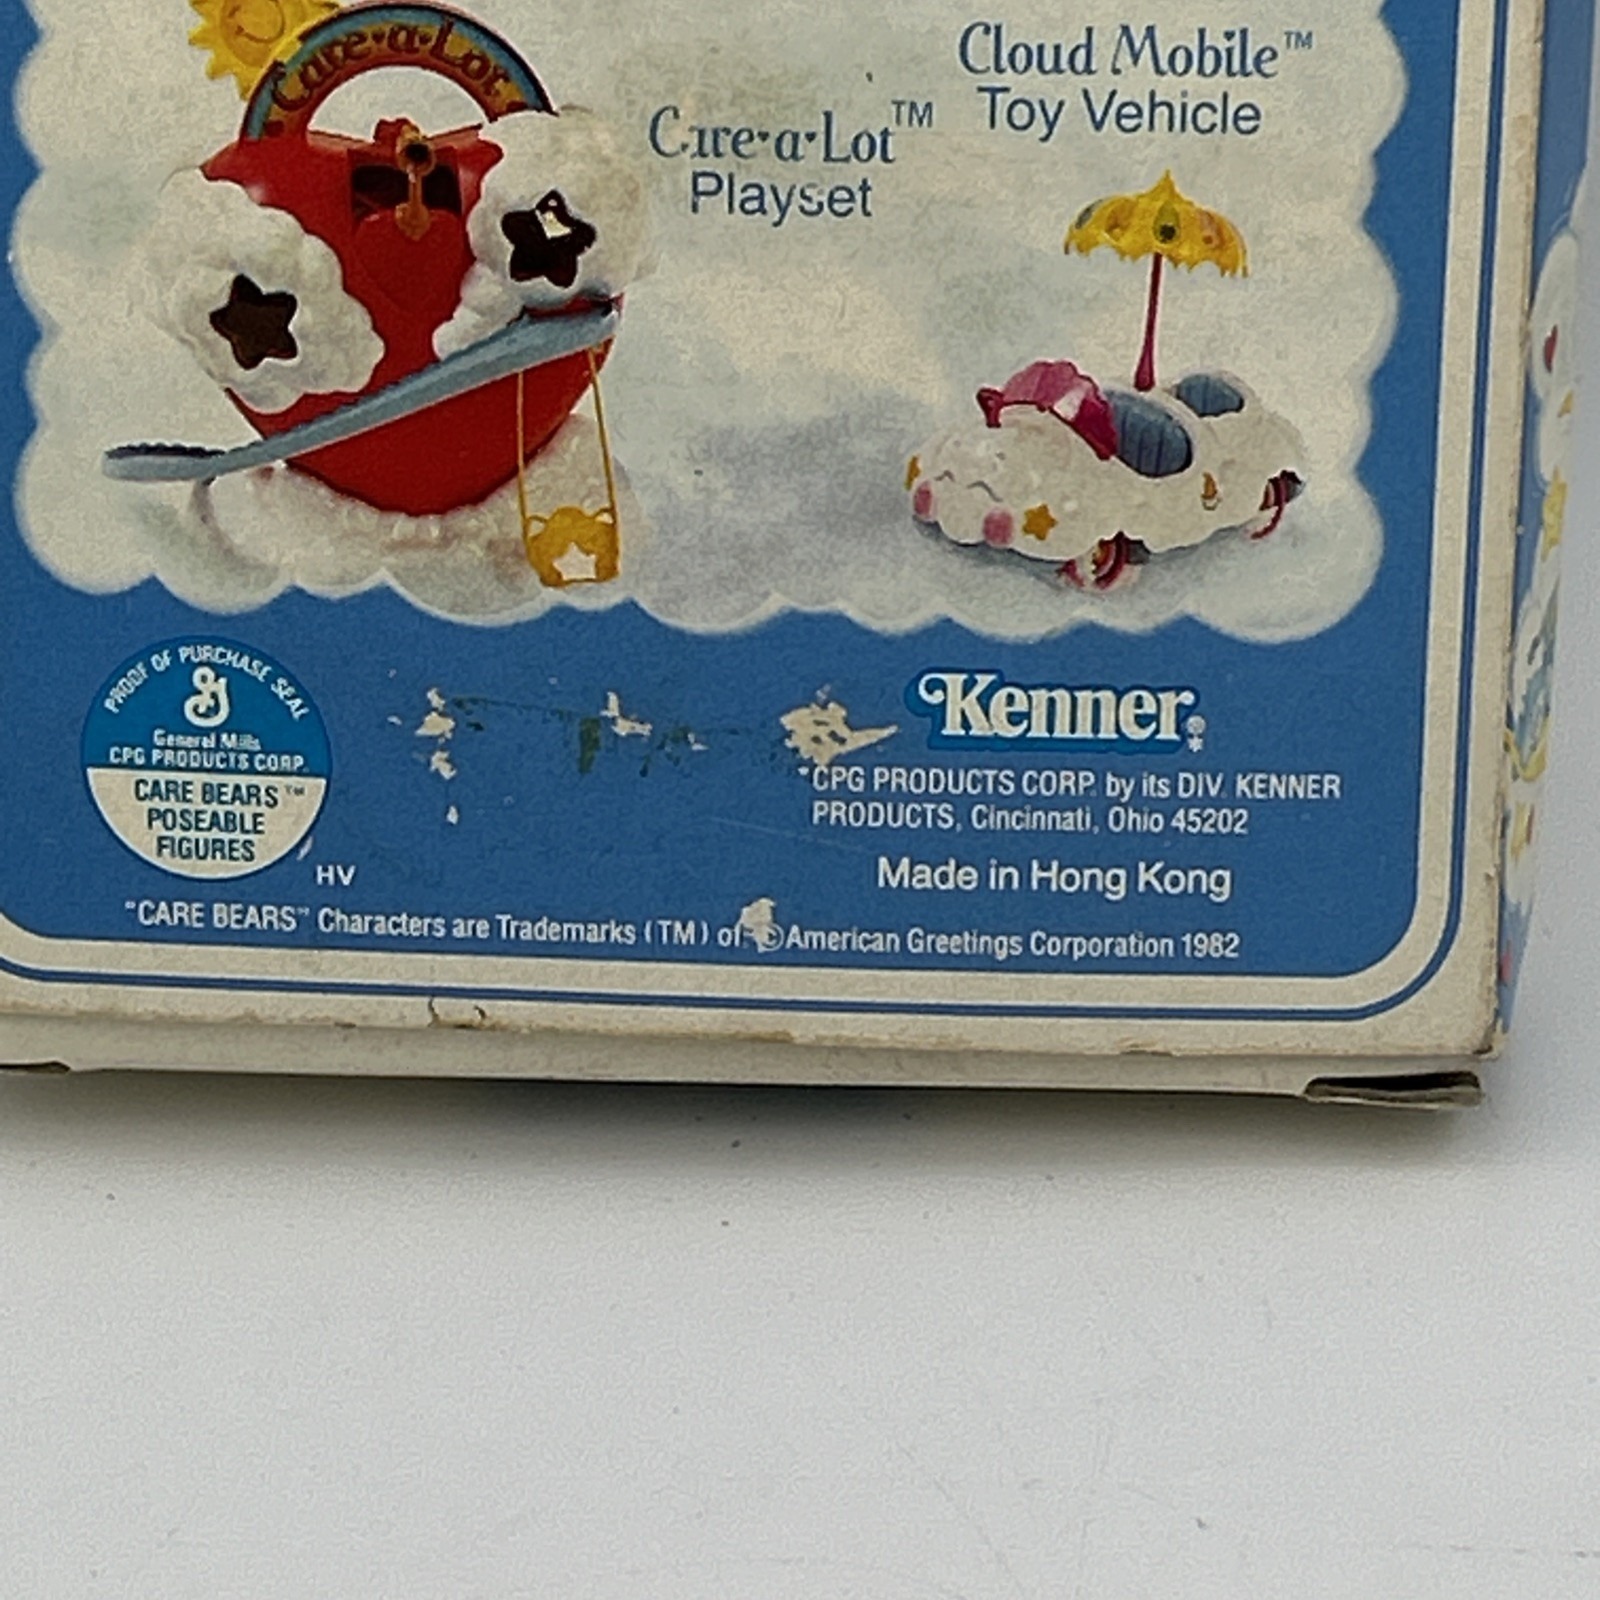 Care•a•Lot
Cloud Mobile™
Toy Vehicle
Care•a•Lot™
Playset
PROOF OF PURCHASE SEAL
G
General Mills
CPG PRODUCTS CORP.
CARE BEARS™
POSEABLE
FIGURES
HV
Kenner®*
*CPG PRODUCTS CORP. by its DIV. KENNER
PRODUCTS, Cincinnati, Ohio 45202
Made in Hong Kong
"CARE BEARS" Characters are Trademarks (TM) of ©American Greetings Corporation 1982